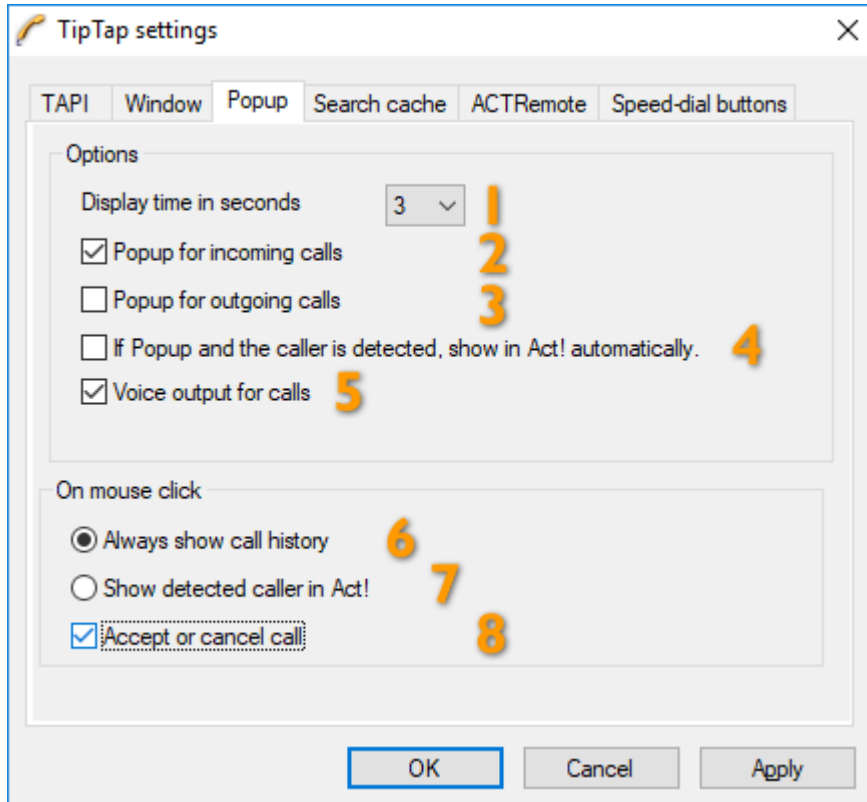 TipTap settings
TAPI Window Popup Search cache ACTRemote Speed-dial buttons
Options
Display time in seconds 3 1
Popup for incoming calls 2
Popup for outgoing calls 3
If Popup and the caller is detected, show in Act! automatically. 4
Voice output for calls 5
On mouse click
Always show call history 6
Show detected caller in Act! 7
Accept or cancel call 8
OK Cancel Apply